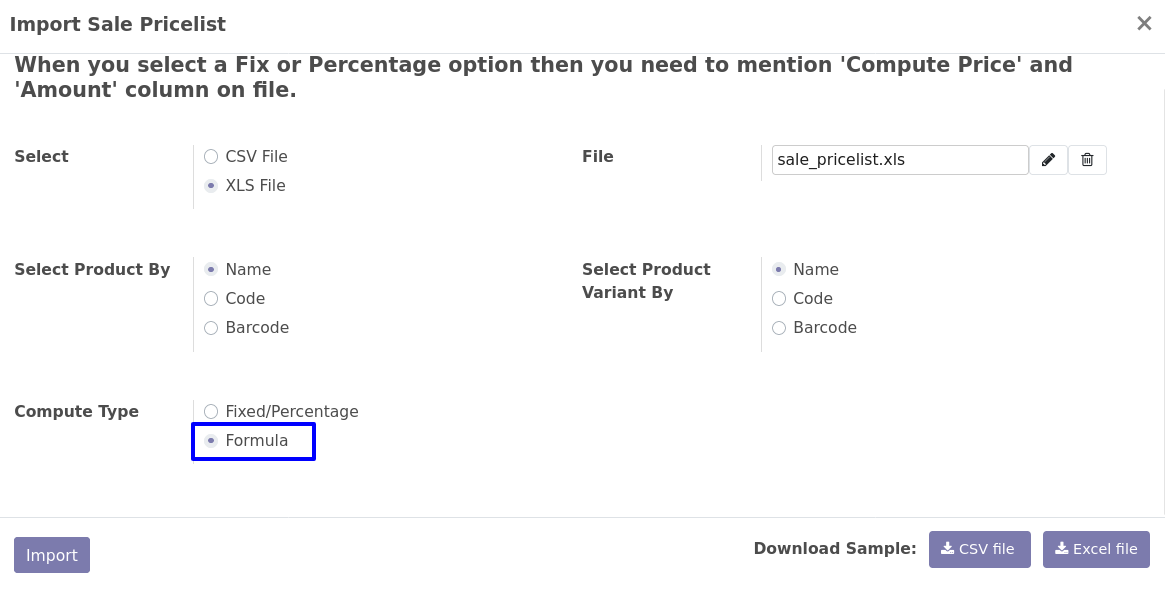 Import Sale Pricelist
×
When you select a Fix or Percentage option then you need to mention 'Compute Price' and
'Amount' column on file.
Select
CSV File
XLS File
File
sale_pricelist.xls
Select Product By
Name
Code
Barcode
Select Product
Variant By
Name
Code
Barcode
Compute Type
Fixed/Percentage
Formula
Import
Download Sample:
CSV file
Excel file